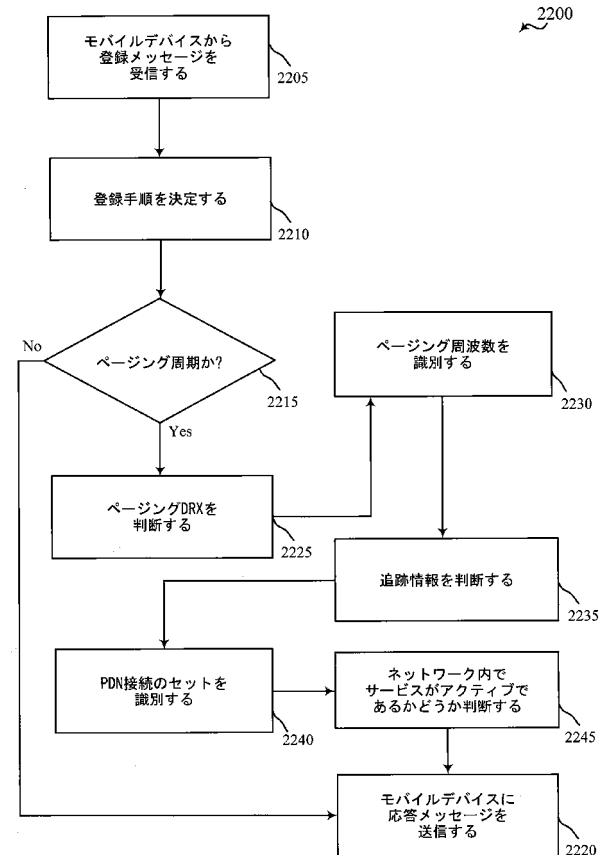 2200
モバイルデバイスから
登録メッセージを
受信する
2205
登録手順を決定する
2210
ページング周期か?
2215
No
Yes
ページングDRXを
判断する
2225
ページング周波数を
識別する
2230
追跡情報を判断する
2235
PDN接続のセットを
識別する
2240
ネットワーク内で
サービスがアクティブで
あるかどうか判断する
2245
モバイルデバイスに
応答メッセージを
送信する
2220